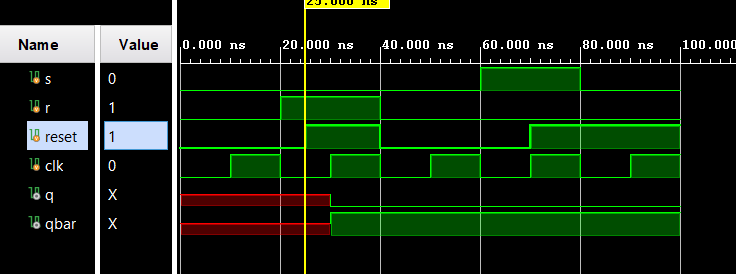 25.000 ns
Name Value
0.000 ns 20.000 ns 40.000 ns 60.000 ns 80.000 ns 100.000
s 0
r 1
reset 1
clk 0
q X
qbar X